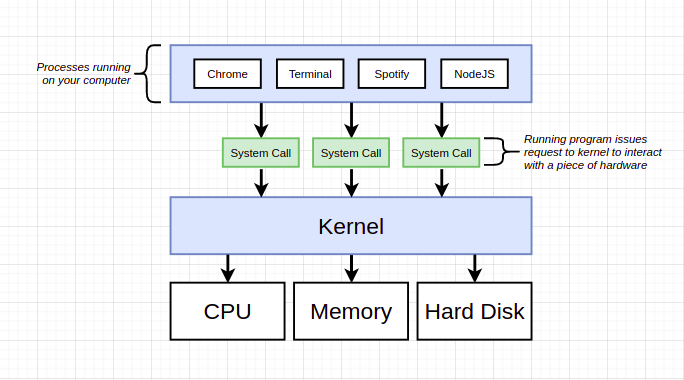 Processes running
on your computer
Chrome
Terminal
Spotify
NodeJS
System Call
System Call
System Call
Running program issues
request to kernel to interact
with a piece of hardware
Kernel
CPU
Memory
Hard Disk